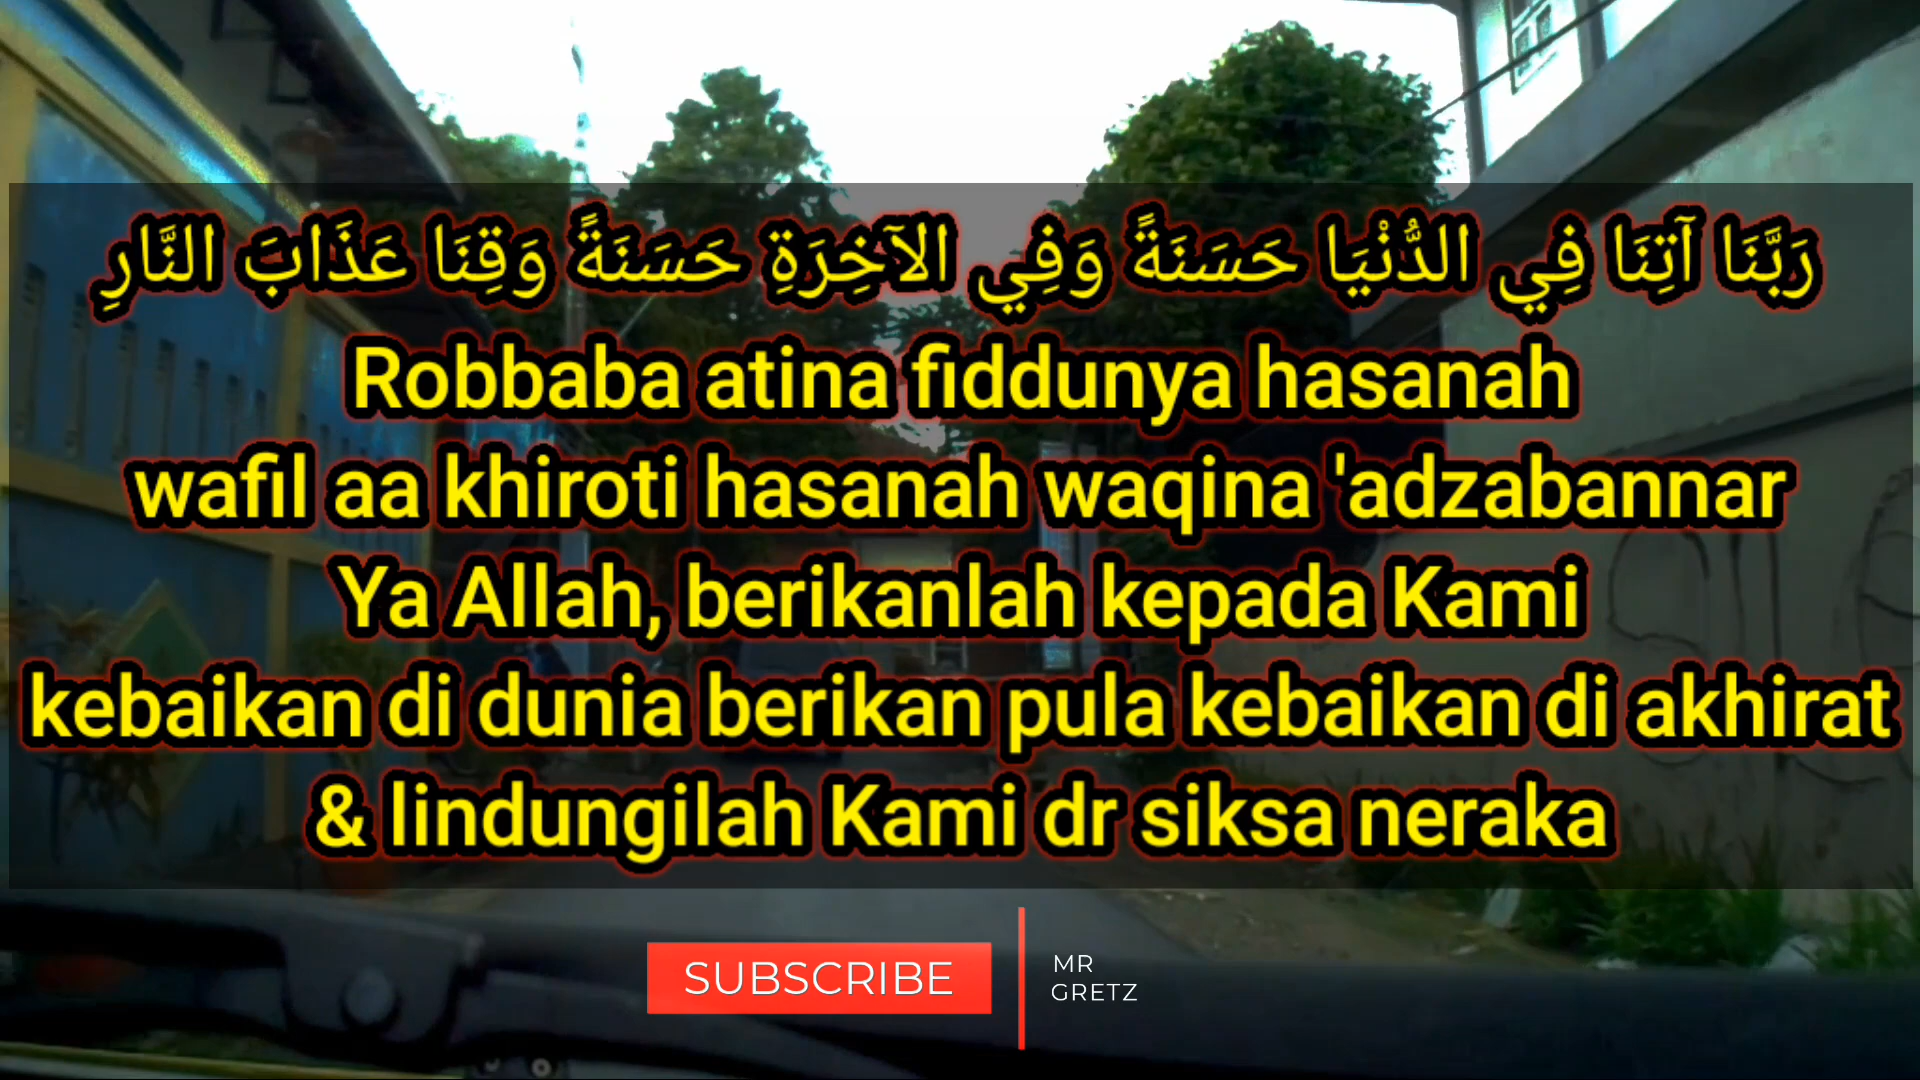 رَبَّنَا آتِنَا فِي الدُّنْيَا حَسَنَةً وَفِي الآخِرَةِ حَسَنَةً وَقِنَا عَذَابَ النَّارِ
Robbaba atina fiddunya hasanah
wafil aa khiroti hasanah waqina 'adzabannar
Ya Allah, berikanlah kepada Kami
kebaikan di dunia berikan pula kebaikan di akhirat
& lindungilah Kami dr siksa neraka
SUBSCRIBE
MR
GRETZ